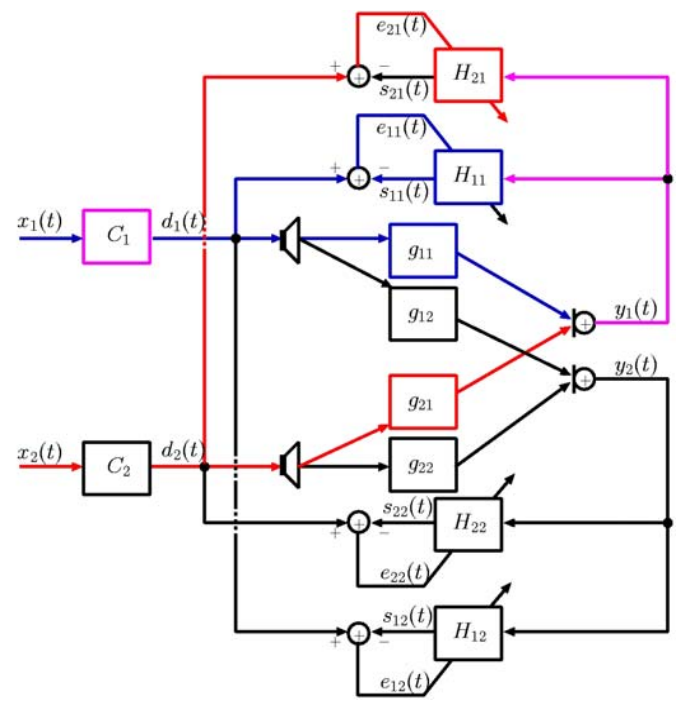 e₂₁(t)
+ − H₂₁
+
s₂₁(t)
e₁₁(t)
+ − H₁₁
+
s₁₁(t)
x₁(t) C₁ d₁(t)
g₁₁
g₁₂
y₁(t)
+
y₂(t)
+
g₂₁
x₂(t) C₂ d₂(t)
g₂₂
s₂₂(t)
+ H₂₂
+ −
e₂₂(t)
s₁₂(t)
+ H₁₂
+ −
e₁₂(t)